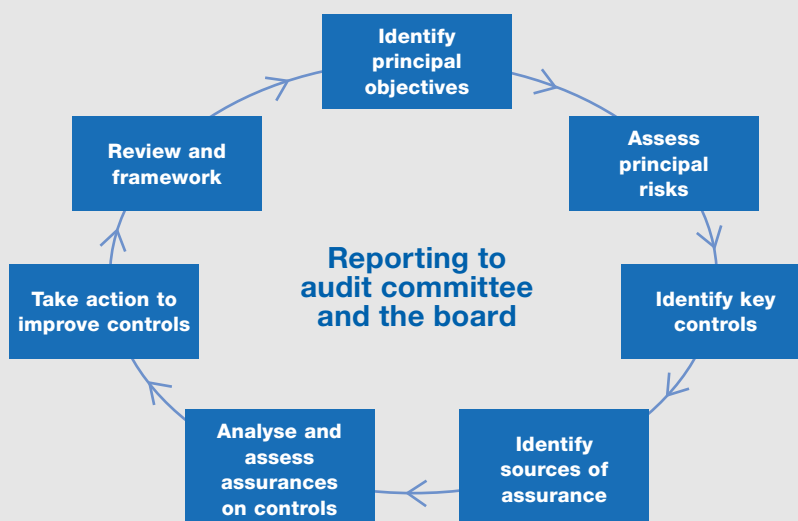 Identify
principal
objectives
Assess
principal
risks
Identify key
controls
Identify
sources of
assurance
Analyse and
assess
assurances
on controls
Take action to
improve controls
Review and
framework
Reporting to
audit committee
and the board